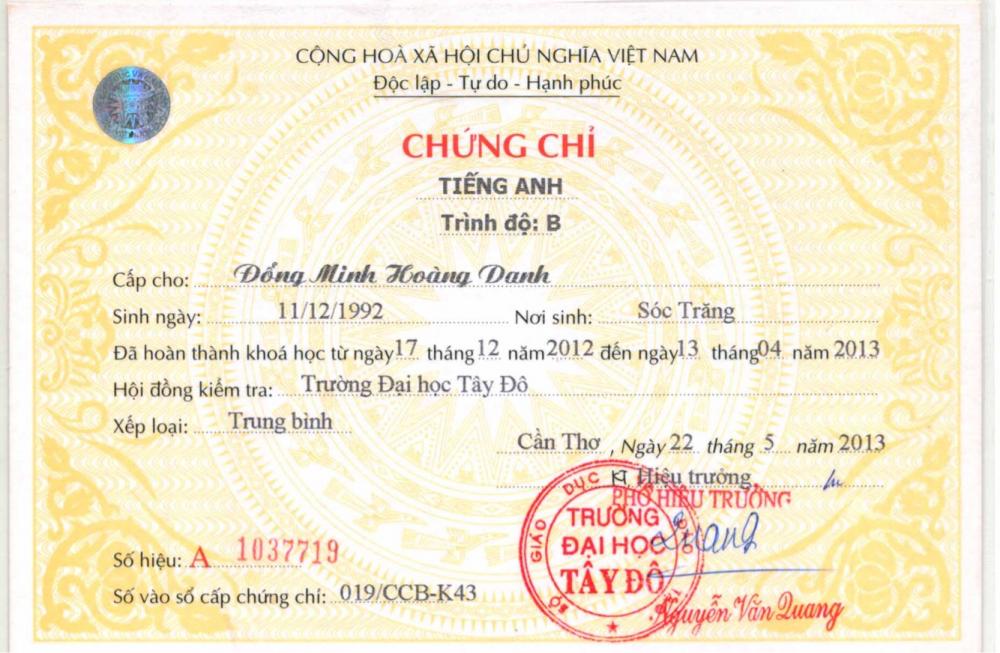 CỘNG HOÀ XÃ HỘI CHỦ NGHĨA VIỆT NAM
Độc lập - Tự do - Hạnh phúc
CHỨNG CHỈ
TIẾNG ANH
Trình độ: B
Cấp cho: Đổng Minh Hoàng Danh
Sinh ngày: 11/12/1992 Nơi sinh: Sóc Trăng
Đã hoàn thành khoá học từ ngày 17 tháng 12 năm 2012 đến ngày 13 tháng 04 năm 2013
Hội đồng kiểm tra: Trường Đại học Tây Đô
Xếp loại: Trung bình
Cần Thơ, Ngày 22 tháng 5 năm 2013
Hiệu trưởng
PHÓ HIỆU TRƯỞNG
GIÁO DỤC
TRƯỜNG
ĐẠI HỌC
TÂY ĐÔ
BỘ
Quang
Nguyễn Văn Quang
Số hiệu: A 1037719
Số vào sổ cấp chứng chỉ: 019/CCB-K43